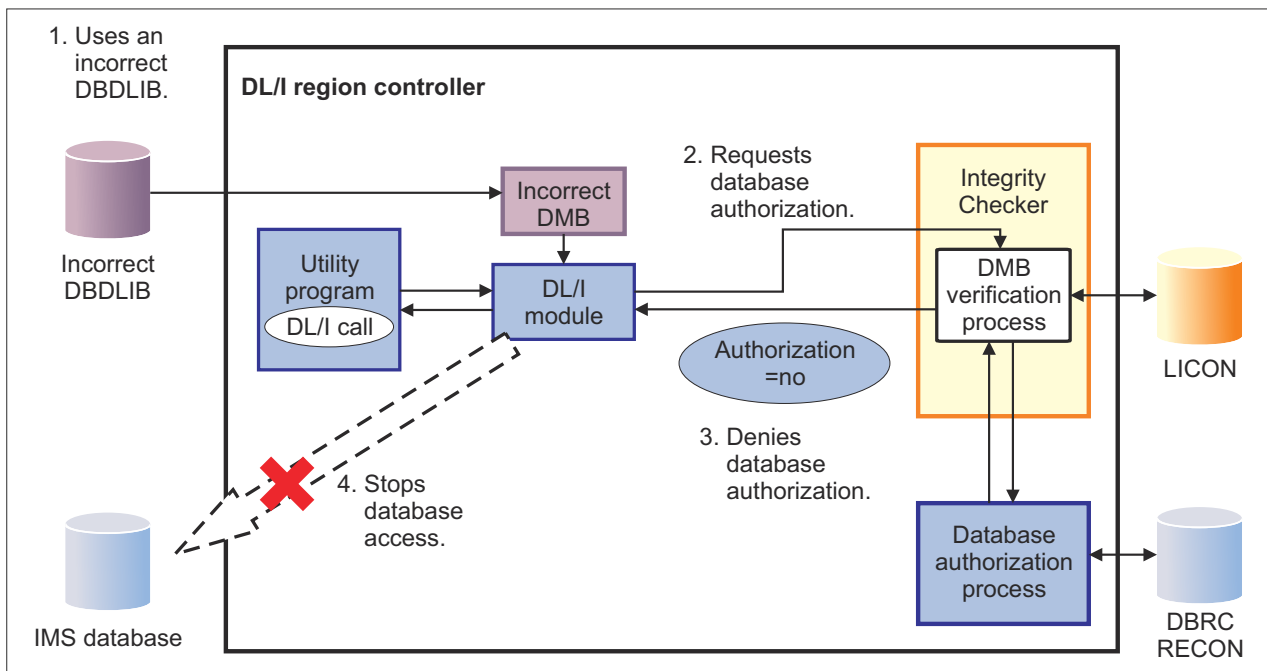 1. Uses an
incorrect
DBDLIB.
DL/I region controller
Incorrect
DBDLIB
Incorrect
DMB
Utility
program
DL/I call
DL/I
module
2. Requests
database
authorization.
Integrity
Checker
DMB
verification
process
LICON
Authorization
=no
3. Denies
database
authorization.
4. Stops
database
access.
IMS database
Database
authorization
process
DBRC
RECON